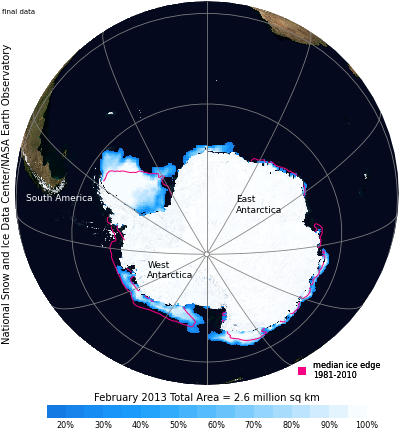 final data
National Snow and Ice Data Center/NASA Earth Observatory
South America
East
Antarctica
West
Antarctica
median ice edge
1981-2010
February 2013 Total Area = 2.6 million sq km
20% 30% 40% 50% 60% 70% 80% 90% 100%